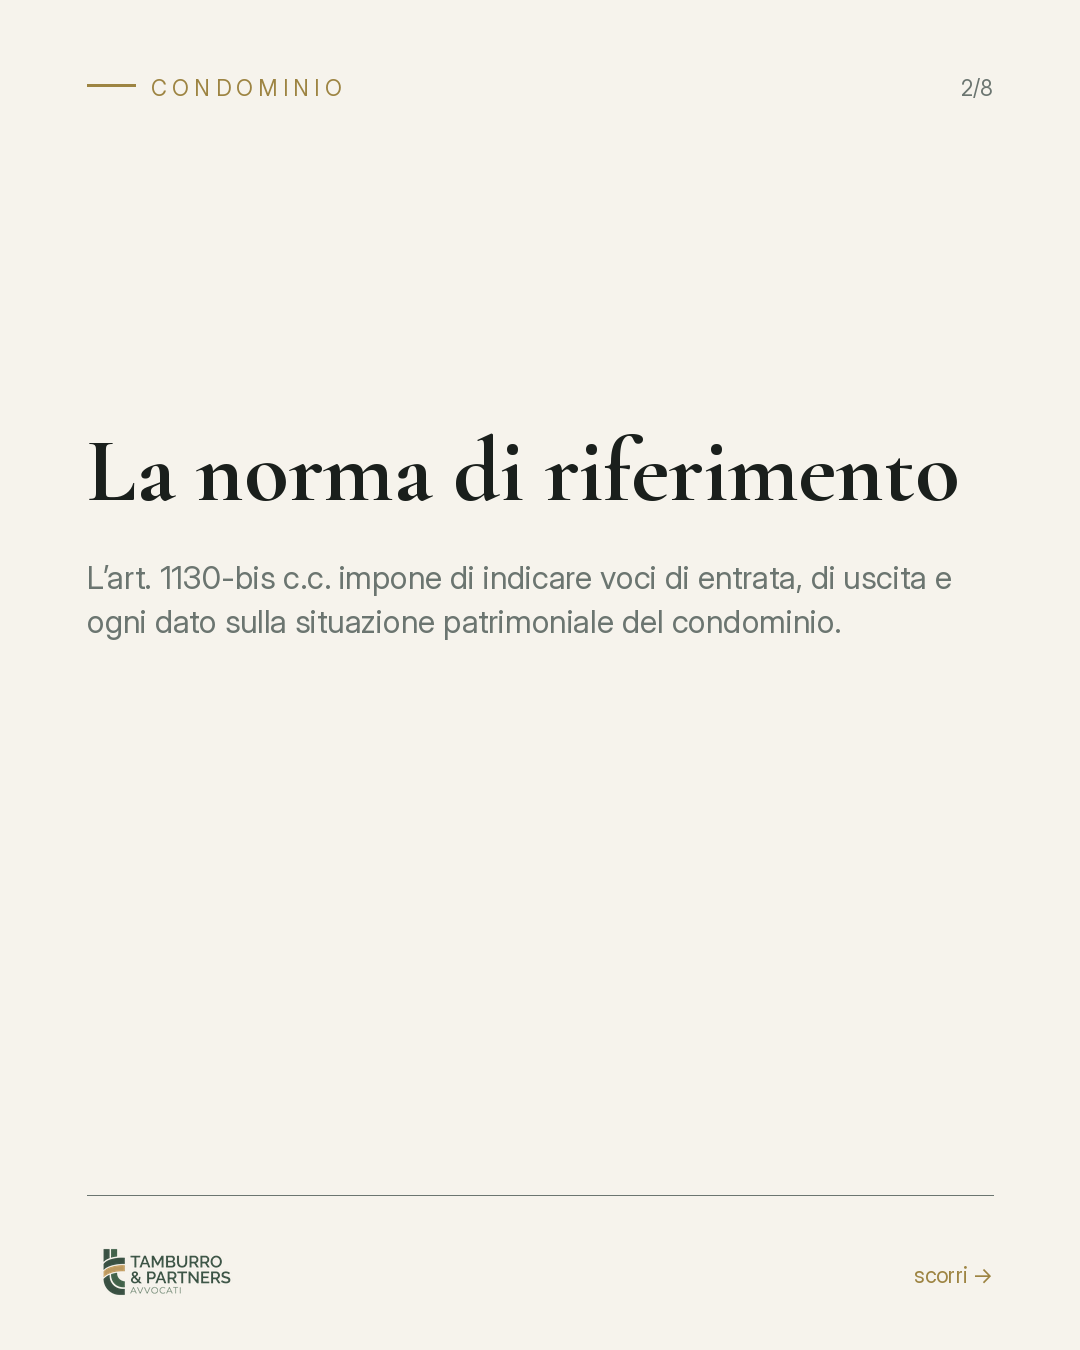 CONDOMINIO
2/8
La norma di riferimento
L'art. 1130-bis c.c. impone di indicare voci di entrata, di uscita e
ogni dato sulla situazione patrimoniale del condominio.
TAMBURRO
& PARTNERS
AVVOCATI
scorri →